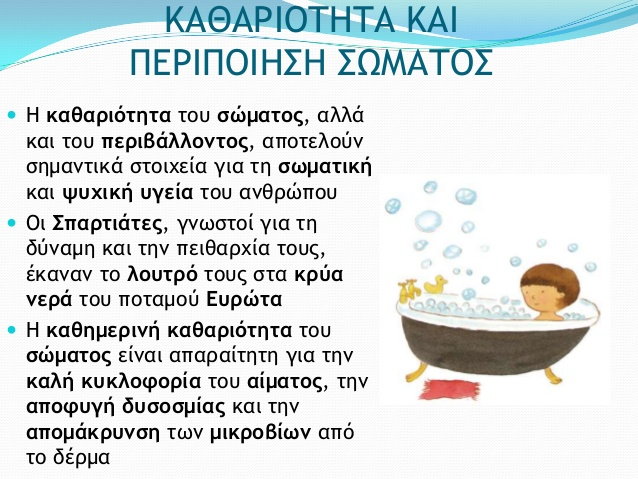 ΚΑΘΑΡΙΟΤΗΤΑ ΚΑΙ
ΠΕΡΙΠΟΙΗΣΗ ΣΩΜΑΤΟΣ
• Η καθαριότητα του σώματος, αλλά
και του περιβάλλοντος, αποτελούν
σημαντικά στοιχεία για τη σωματική
και ψυχική υγεία του ανθρώπου
• Οι Σπαρτιάτες, γνωστοί για τη
δύναμη και την πειθαρχία τους,
έκαναν το λουτρό τους στα κρύα
νερά του ποταμού Ευρώτα
• Η καθημερινή καθαριότητα του
σώματος είναι απαραίτητη για την
καλή κυκλοφορία του αίματος, την
αποφυγή δυσοσμίας και την
απομάκρυνση των μικροβίων από
το δέρμα